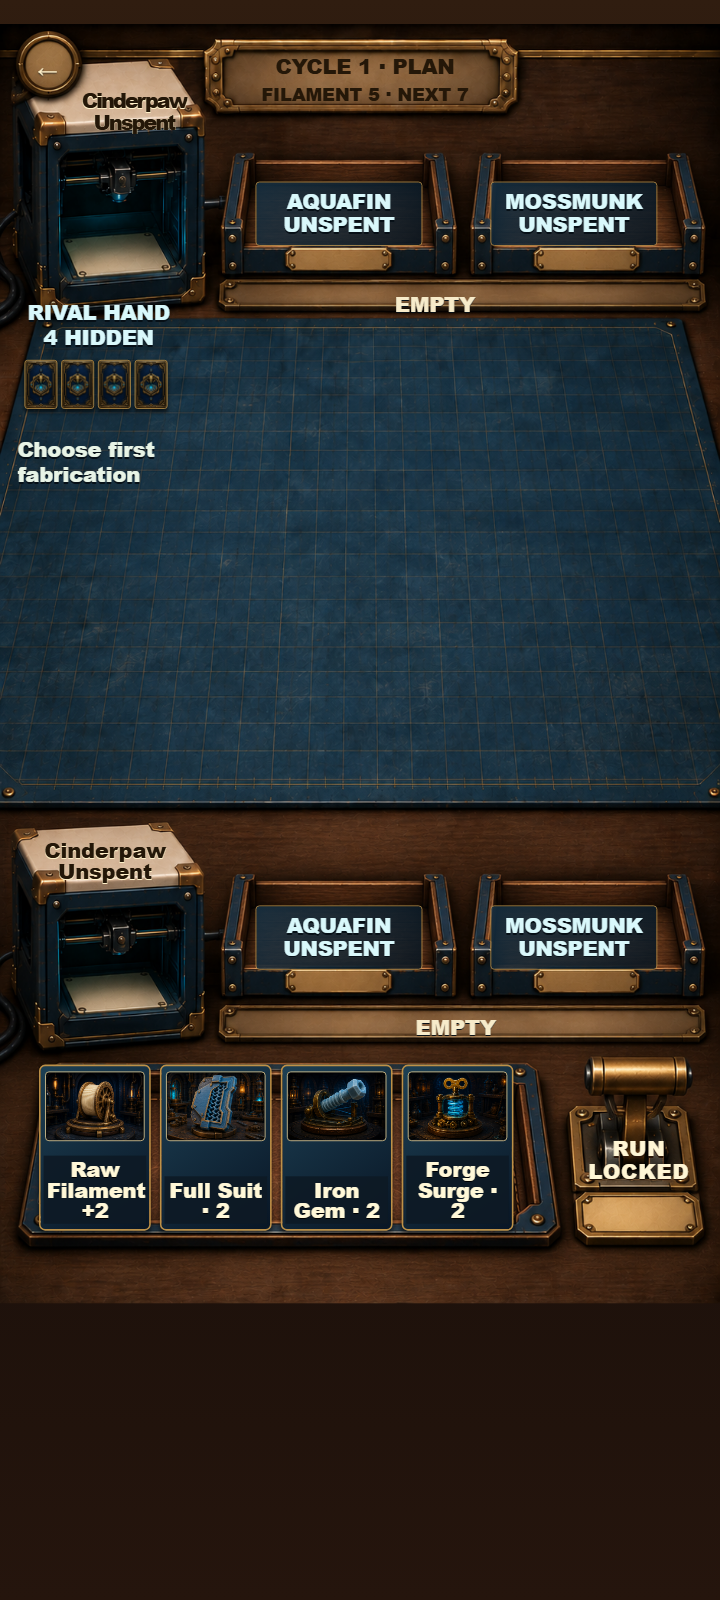 ←
CYCLE 1 · PLAN
FILAMENT 5 · NEXT 7
Cinderpaw
Unspent
AQUAFIN
UNSPENT
MOSSMUNK
UNSPENT
EMPTY
RIVAL HAND
4 HIDDEN
Choose first
fabrication
Cinderpaw
Unspent
AQUAFIN
UNSPENT
MOSSMUNK
UNSPENT
EMPTY
Raw
Filament
+2
Full Suit
· 2
Iron
Gem · 2
Forge
Surge ·
2
RUN
LOCKED